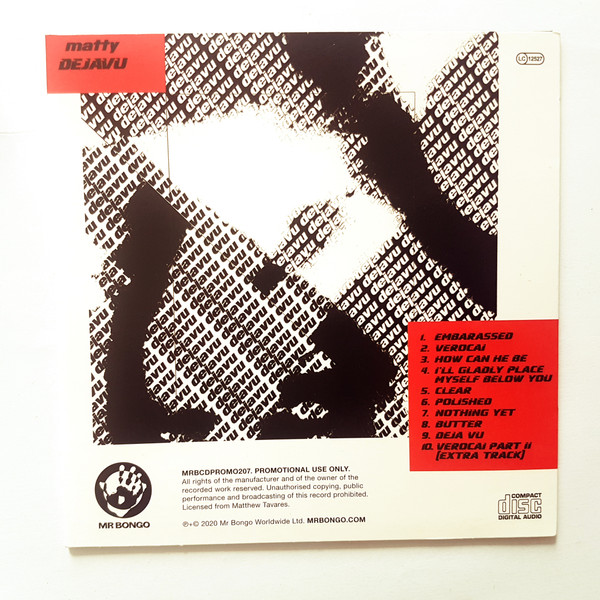 matty
DEJAVU
LC 12527
1. EMBARASSED
2. VEROCAI
3. HOW CAN HE BE
4. I'LL GLADLY PLACE
MYSELF BELOW YOU
5. CLEAR
6. POLISHED
7. NOTHING YET
8. BUTTER
9. DEJA VU
10. VEROCAI PART II
(EXTRA TRACK)
MRBCDPROMO207. PROMOTIONAL USE ONLY.
All rights of the manufacturer and of the owner of the
recorded work reserved. Unauthorised copying, public
performance and broadcasting of this record prohibited.
Licensed from Matthew Tavares.
℗+© 2020 Mr Bongo Worldwide Ltd. MRBONGO.COM
MR BONGO
COMPACT
disc
DIGITAL AUDIO